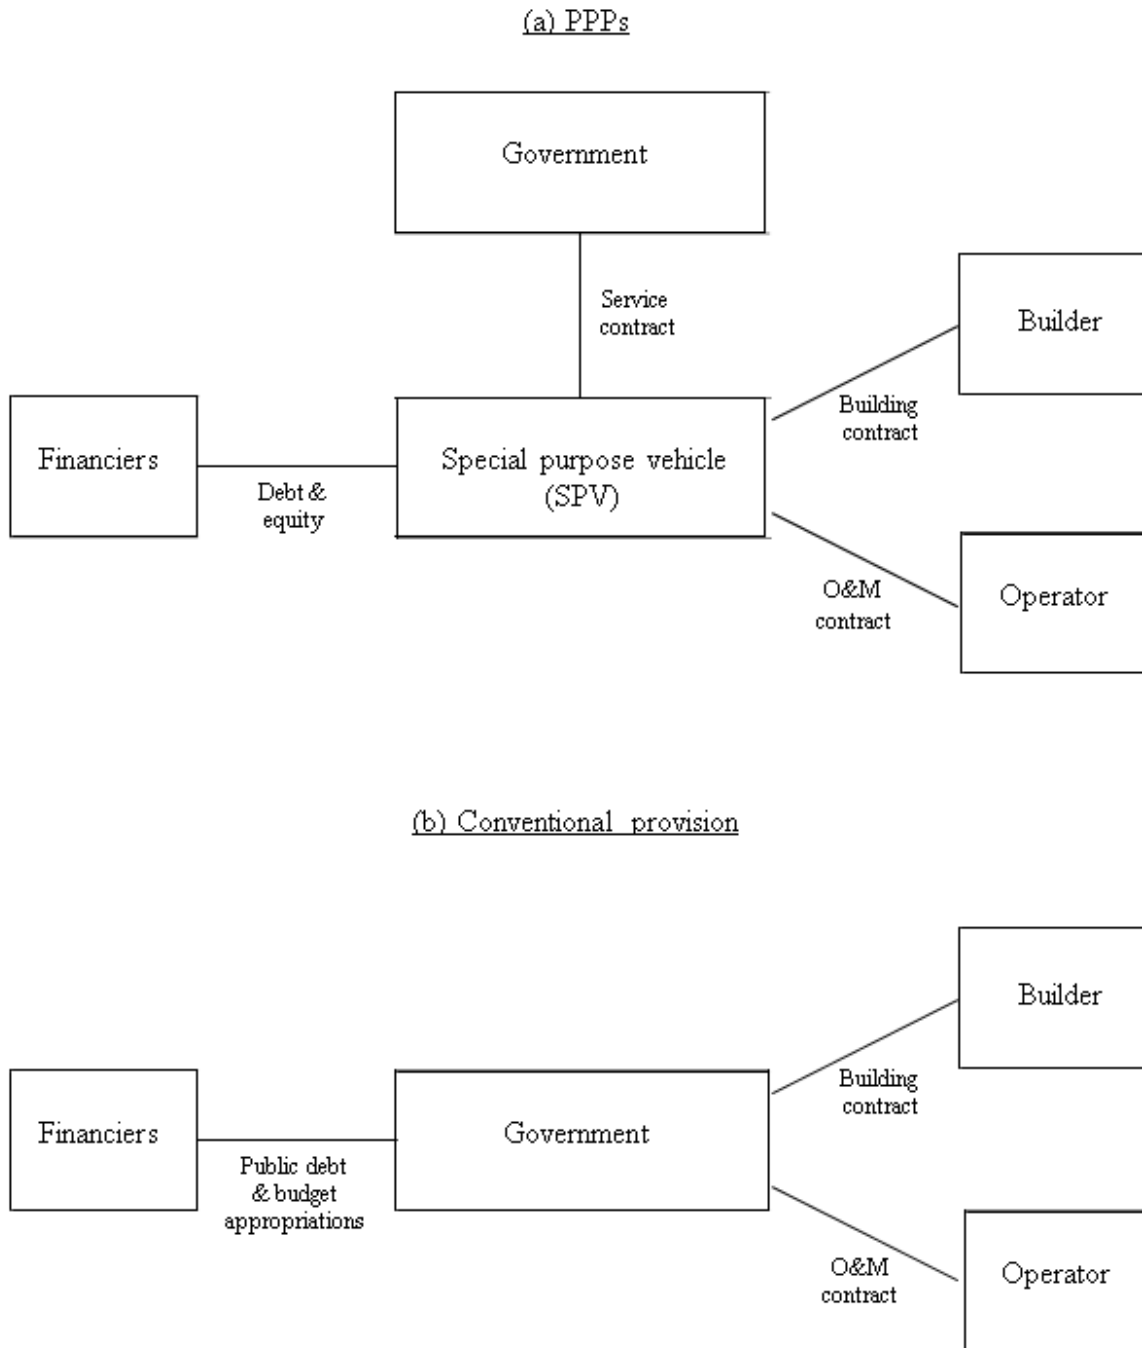 (a) PPPs
Government
Service
contract
Builder
Building
contract
Financiers
Debt &
equity
Special purpose vehicle
(SPV)
O&M
contract
Operator
(b) Conventional provision
Builder
Building
contract
Financiers
Public debt
& budget
appropriations
Government
O&M
contract
Operator